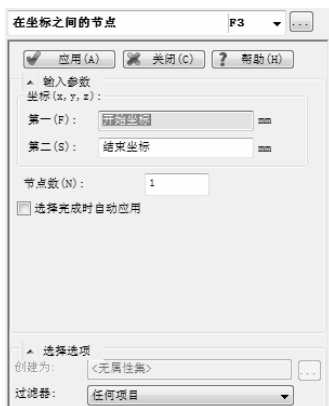 在坐标之间的节点 F3 ...
应用(A) 关闭(C) ? 帮助(H)
输入参数
坐标(x,y,z):
第一(F): 开始坐标 mm
第二(S): 结束坐标 mm
节点数(N): 1
选择完成时自动应用
选择选项
创建为: <无属性集> ...
过滤器: 任何项目